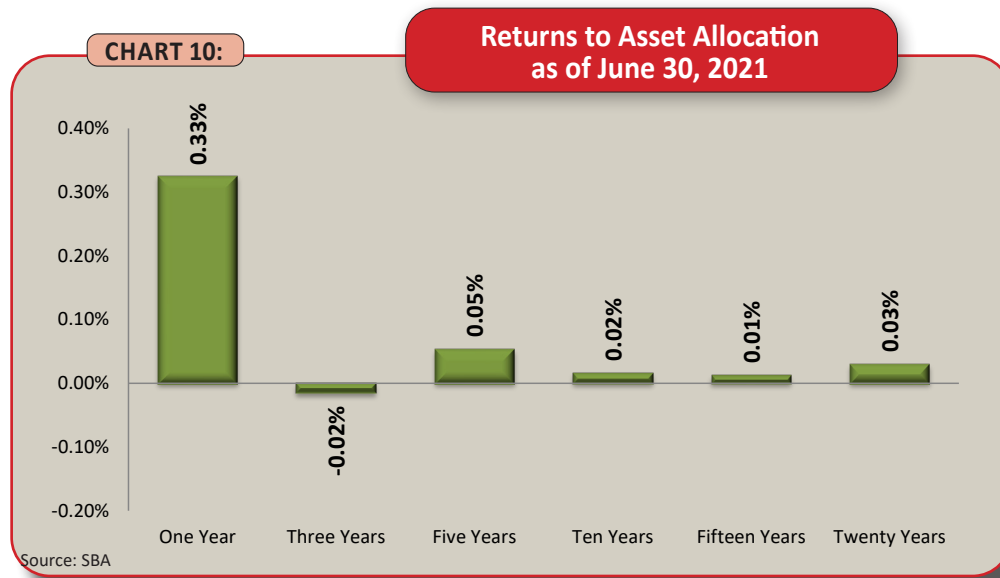 CHART 10:
Returns to Asset Allocation
as of June 30, 2021
0.40%
0.30%
0.20%
0.10%
0.00%
-0.10%
-0.20%
0.33%
-0.02%
0.05%
0.02%
0.01%
0.03%
One Year
Three Years
Five Years
Ten Years
Fifteen Years
Twenty Years
Source: SBA